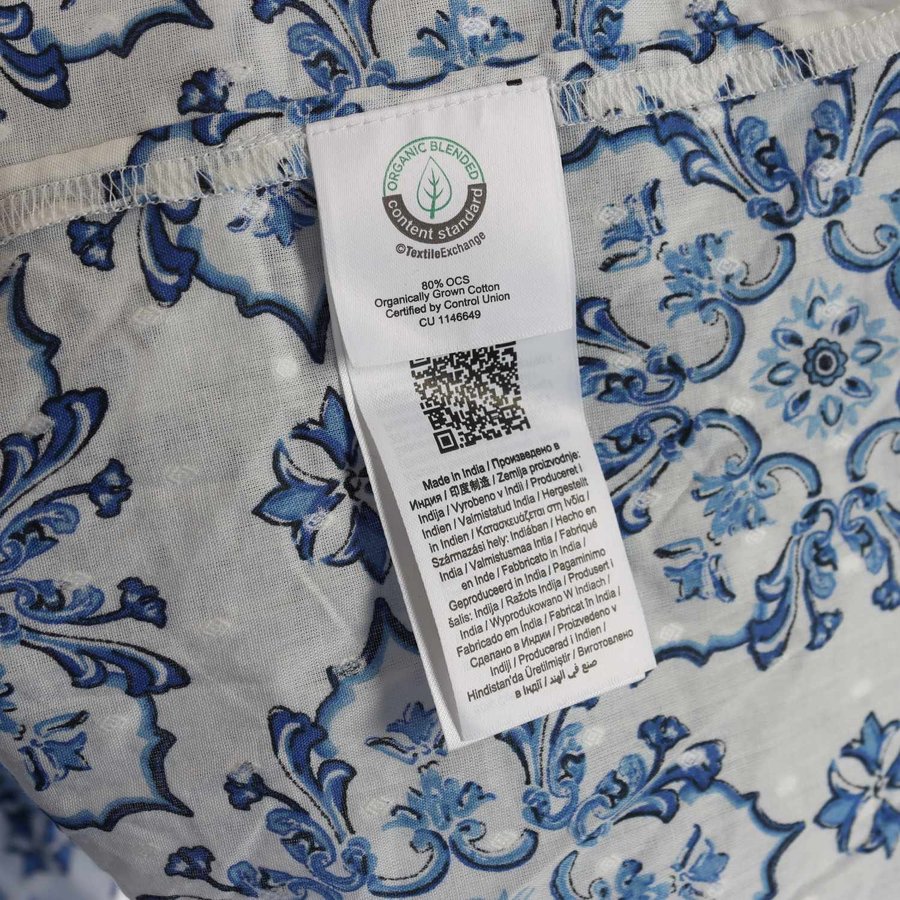 ORGANIC BLENDED
content standard
©TextileExchange
80% OCS
Organically Grown Cotton
Certified by Control Union
CU 1146649
Made in India / Произведено в
Индия / 印度制造 / Zemlja proizvodnje:
Indija / Vyrobeno v Indii / Produceret i
Indien / Valmistatud India / Hergestellt
in Indien / Κατασκευάζεται στη Ινδία /
Származási hely: Indiában / Hecho en
India / Valmistusmaa Intia / Fabriqué
en Inde / Fabbricato in India /
Geproduceerd in India / Pagaminimo
šalis: Indija / Ražots Indija / Produsert i
India / Wyprodukowano W Indiach /
Fabricado em Índia / Fabricat în India /
Сделано в Индии / Proizvedeno v
Indiji / Producerad i Indien /
Hindistan'da Üretilmiştir / Виготовлено
в Індії / صنع في الهند